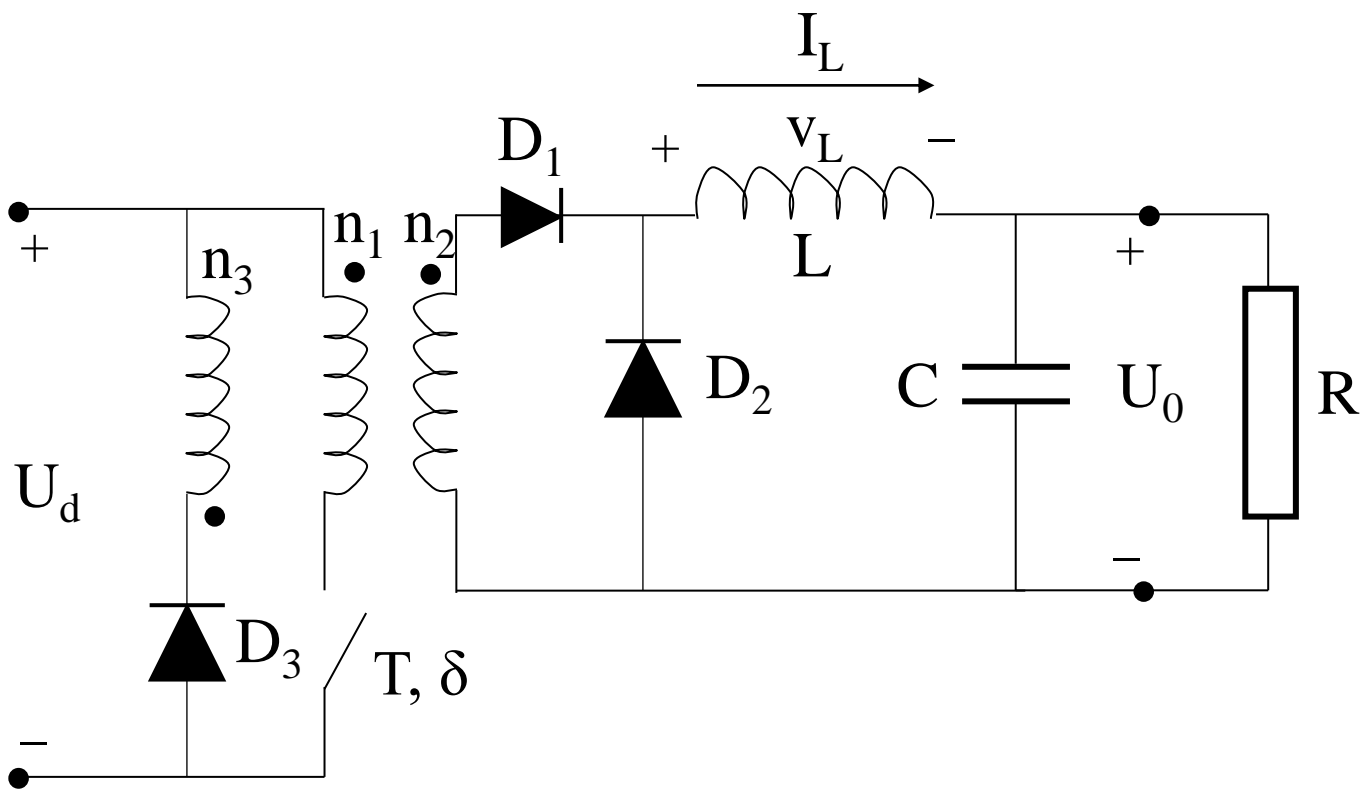 I_L
v_L
+ −
D_1
L
n_1 n_2
n_3
+
+
D_2
C
U_0
R
U_d
−
D_3
T, δ
−